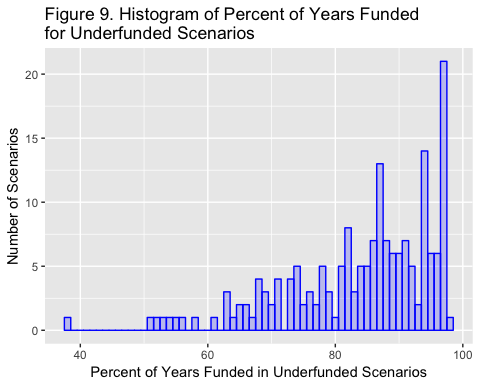 Figure 9. Histogram of Percent of Years Funded
for Underfunded Scenarios
20
15
10
5
0
Number of Scenarios
40 60 80 100
Percent of Years Funded in Underfunded Scenarios